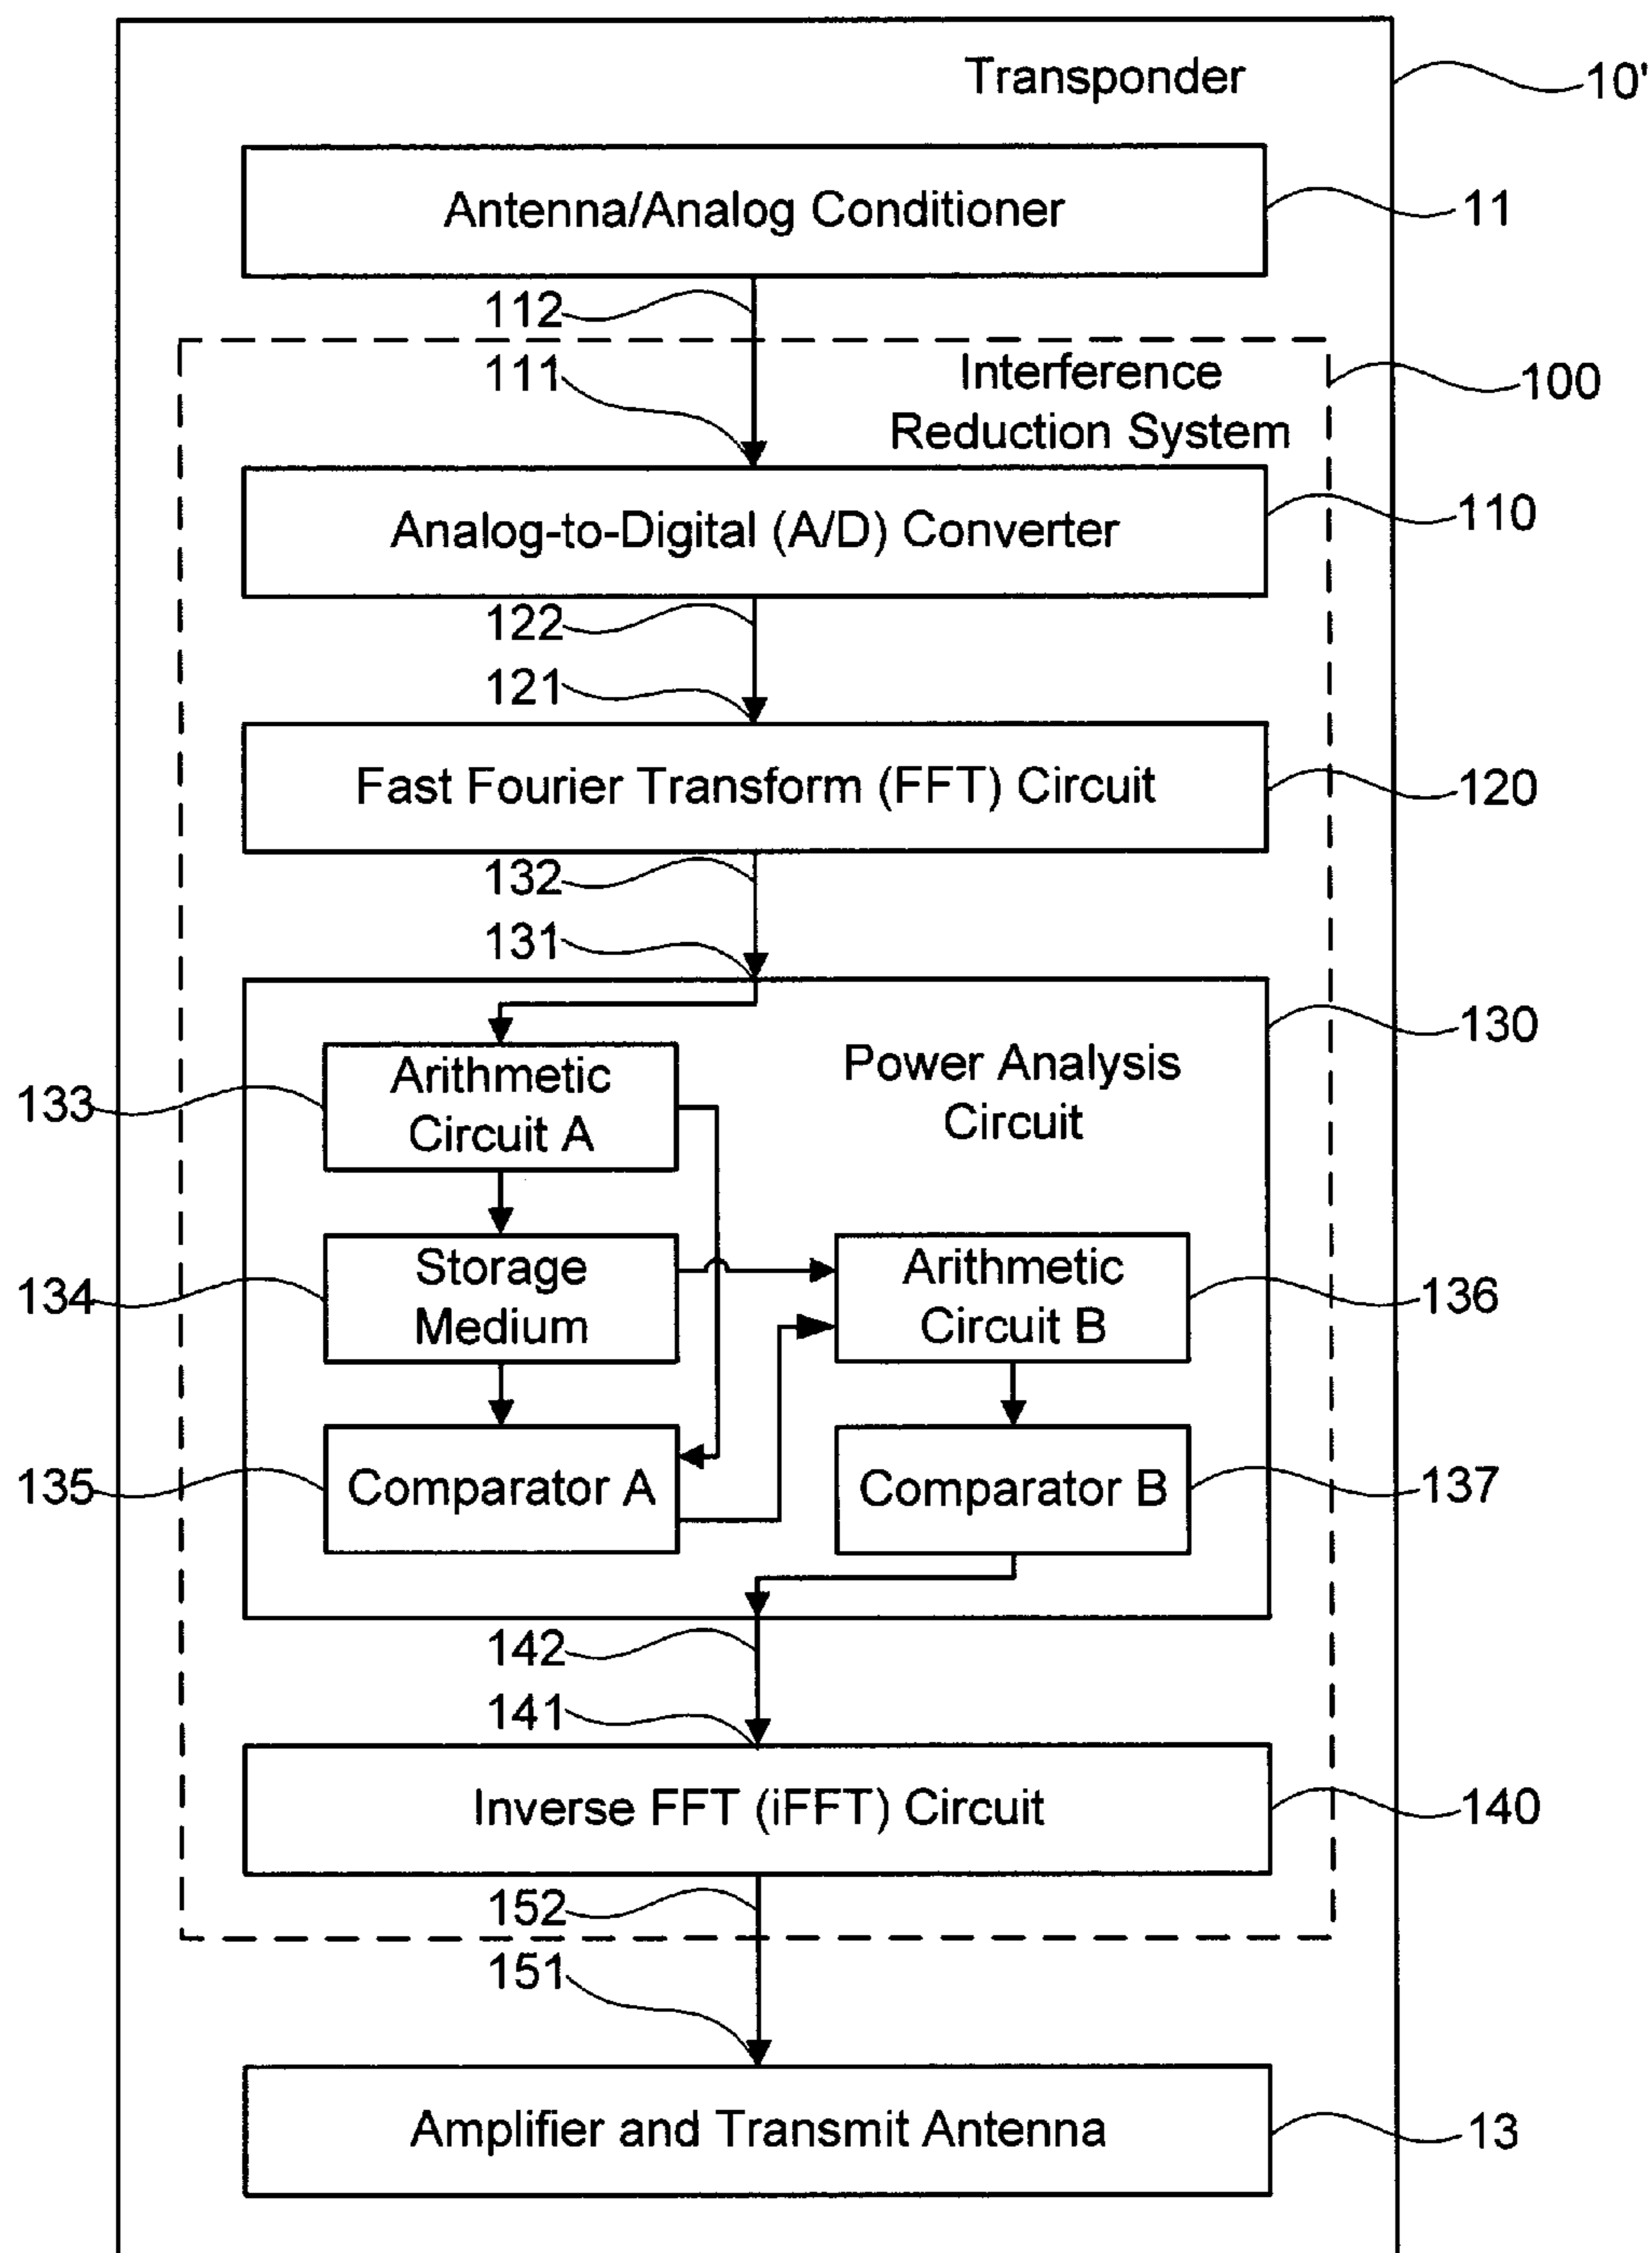 Transponder
10'
Antenna/Analog Conditioner
11
112
111
Interference
Reduction System
100
Analog-to-Digital (A/D) Converter
110
122
121
Fast Fourier Transform (FFT) Circuit
120
132
131
130
Power Analysis
Circuit
Arithmetic
Circuit A
133
Storage
Medium
134
Arithmetic
Circuit B
136
Comparator A
135
Comparator B
137
142
141
Inverse FFT (iFFT) Circuit
140
152
151
Amplifier and Transmit Antenna
13